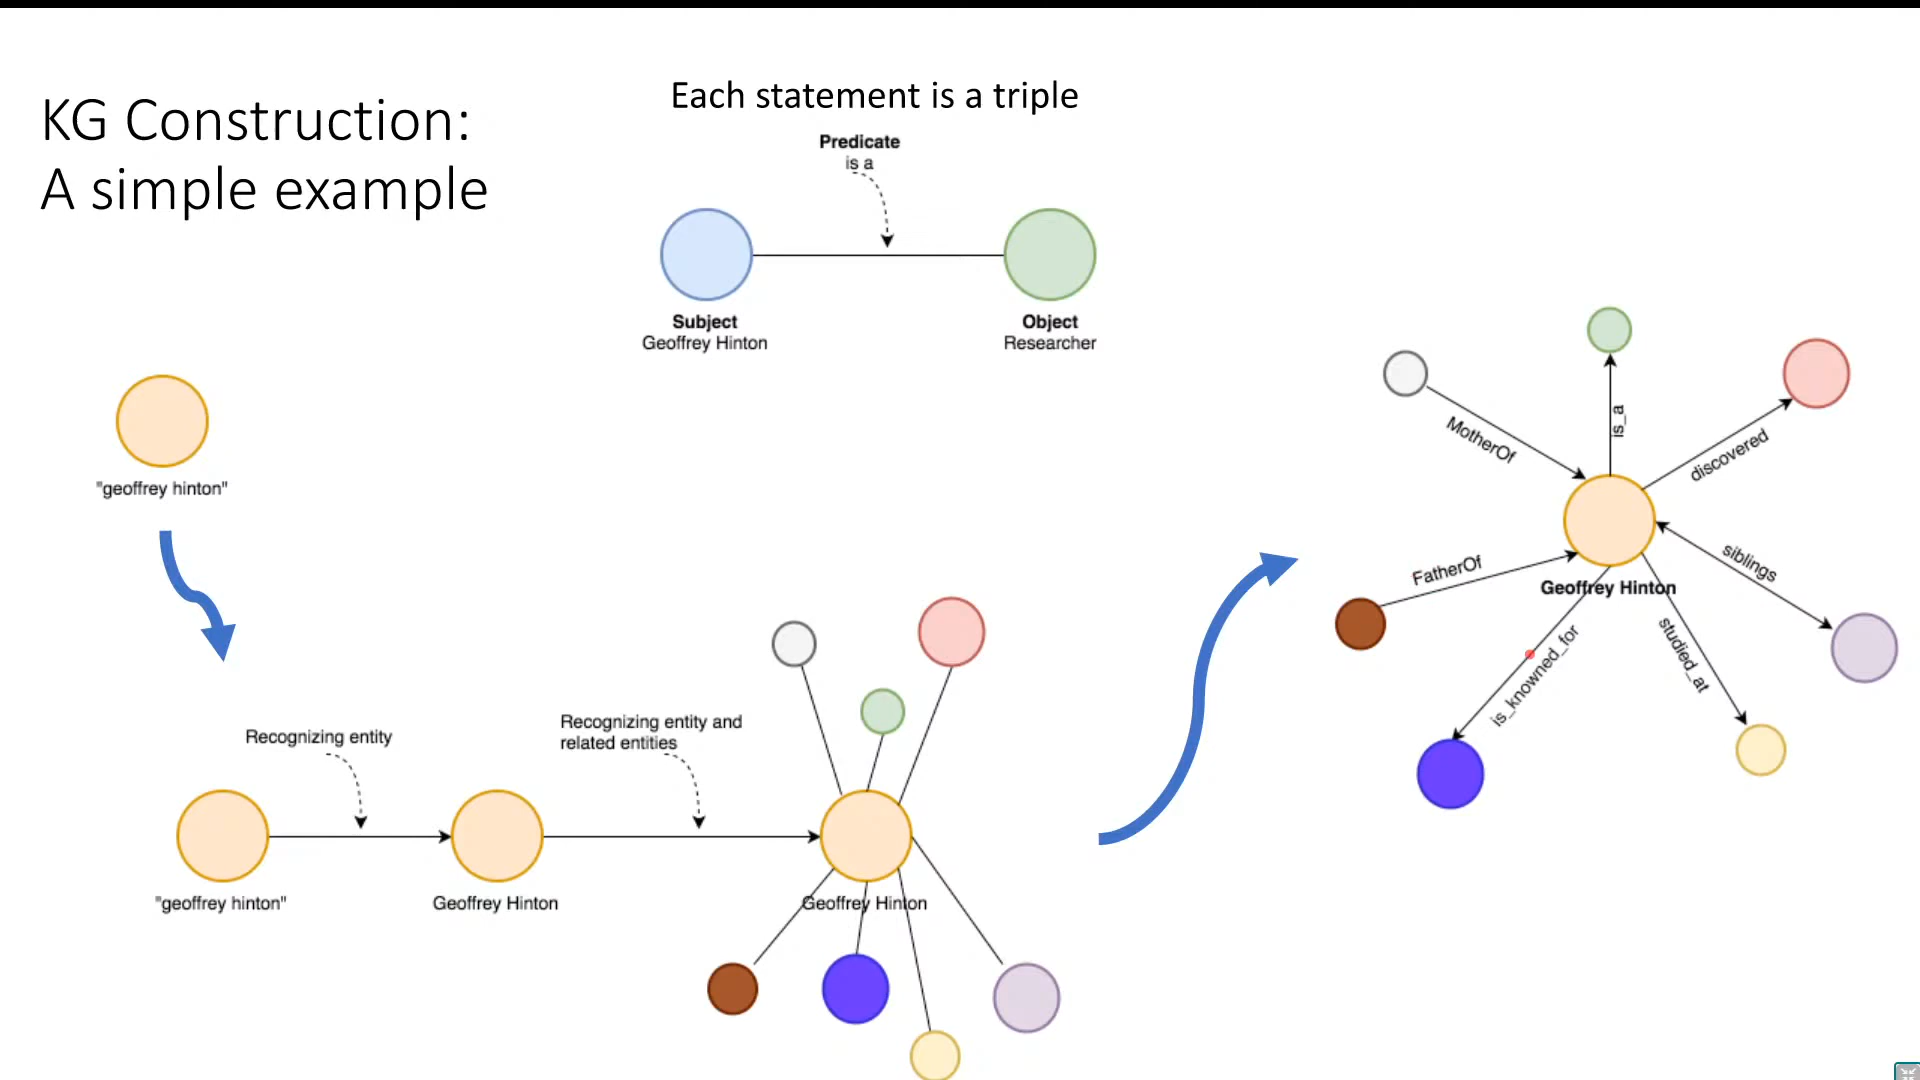 KG Construction:
A simple example
Each statement is a triple
Predicate
is a
Subject
Geoffrey Hinton
Object
Researcher
"geoffrey hinton"
Recognizing entity
Recognizing entity and
related entities
"geoffrey hinton"
Geoffrey Hinton
Geoffrey Hinton
MotherOf
is_a
discovered
FatherOf
siblings
Geoffrey Hinton
is_knowned_for
studied_at